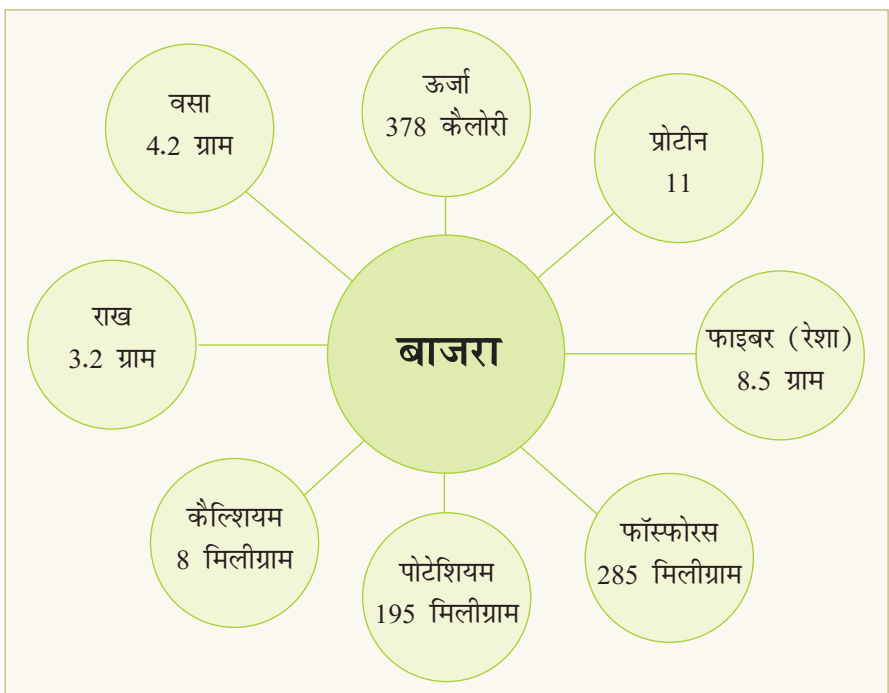 ऊर्जा
378 कैलोरी
वसा
4.2 ग्राम
प्रोटीन
11
राख
3.2 ग्राम
बाजरा
फाइबर (रेशा)
8.5 ग्राम
कैल्शियम
8 मिलीग्राम
पोटेशियम
195 मिलीग्राम
फॉस्फोरस
285 मिलीग्राम